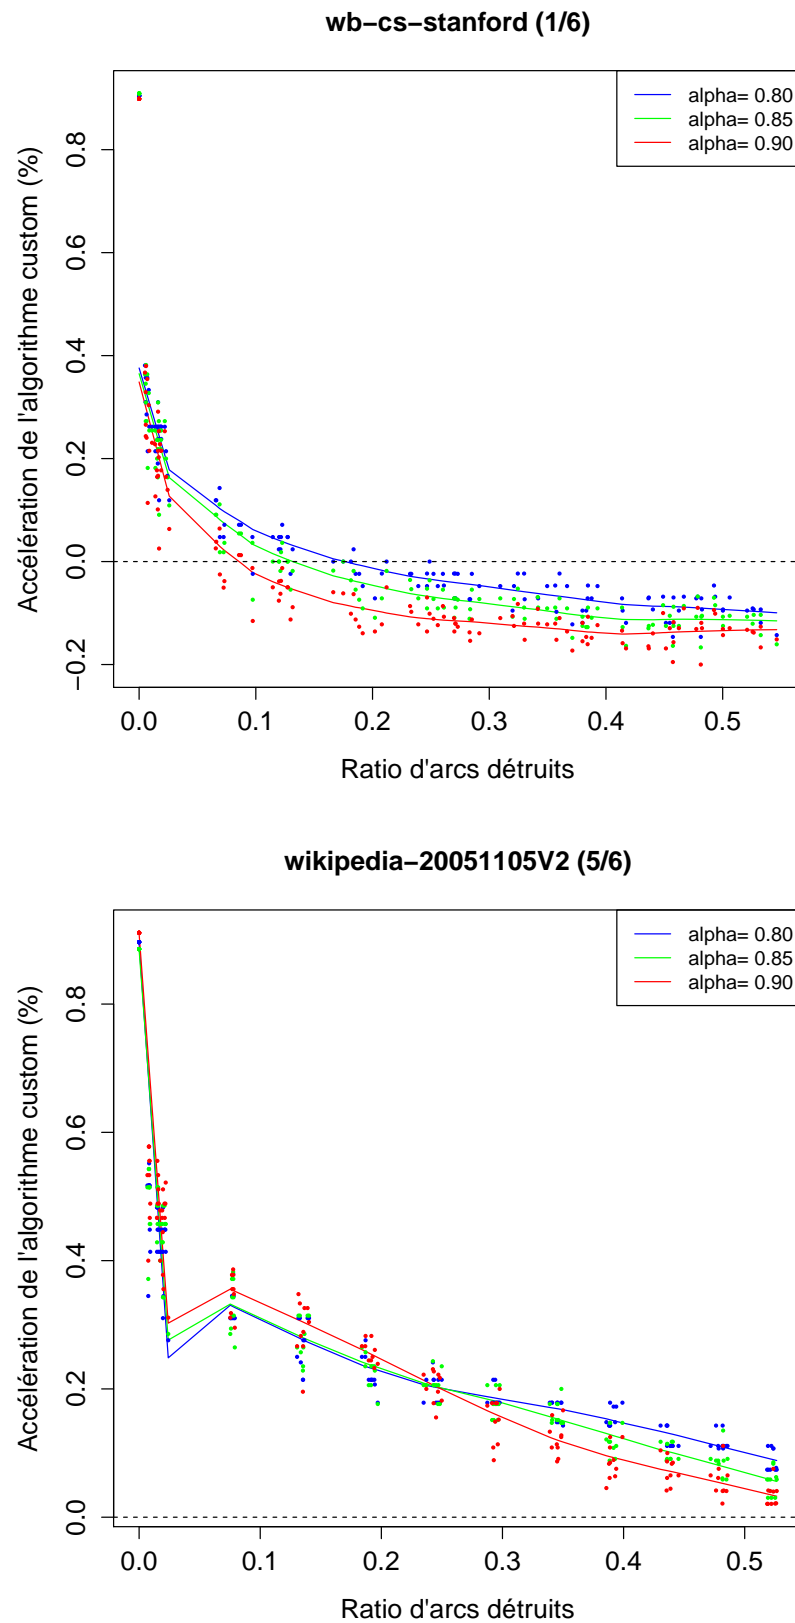 wb−cs−stanford (1/6)
alpha= 0.80
alpha= 0.85
alpha= 0.90
Accélération de l'algorithme custom (%)
0.8
0.6
0.4
0.2
0.0
−0.2
0.0 0.1 0.2 0.3 0.4 0.5
Ratio d'arcs détruits
wikipedia−20051105V2 (5/6)
alpha= 0.80
alpha= 0.85
alpha= 0.90
Accélération de l'algorithme custom (%)
0.8
0.6
0.4
0.2
0.0
0.0 0.1 0.2 0.3 0.4 0.5
Ratio d'arcs détruits